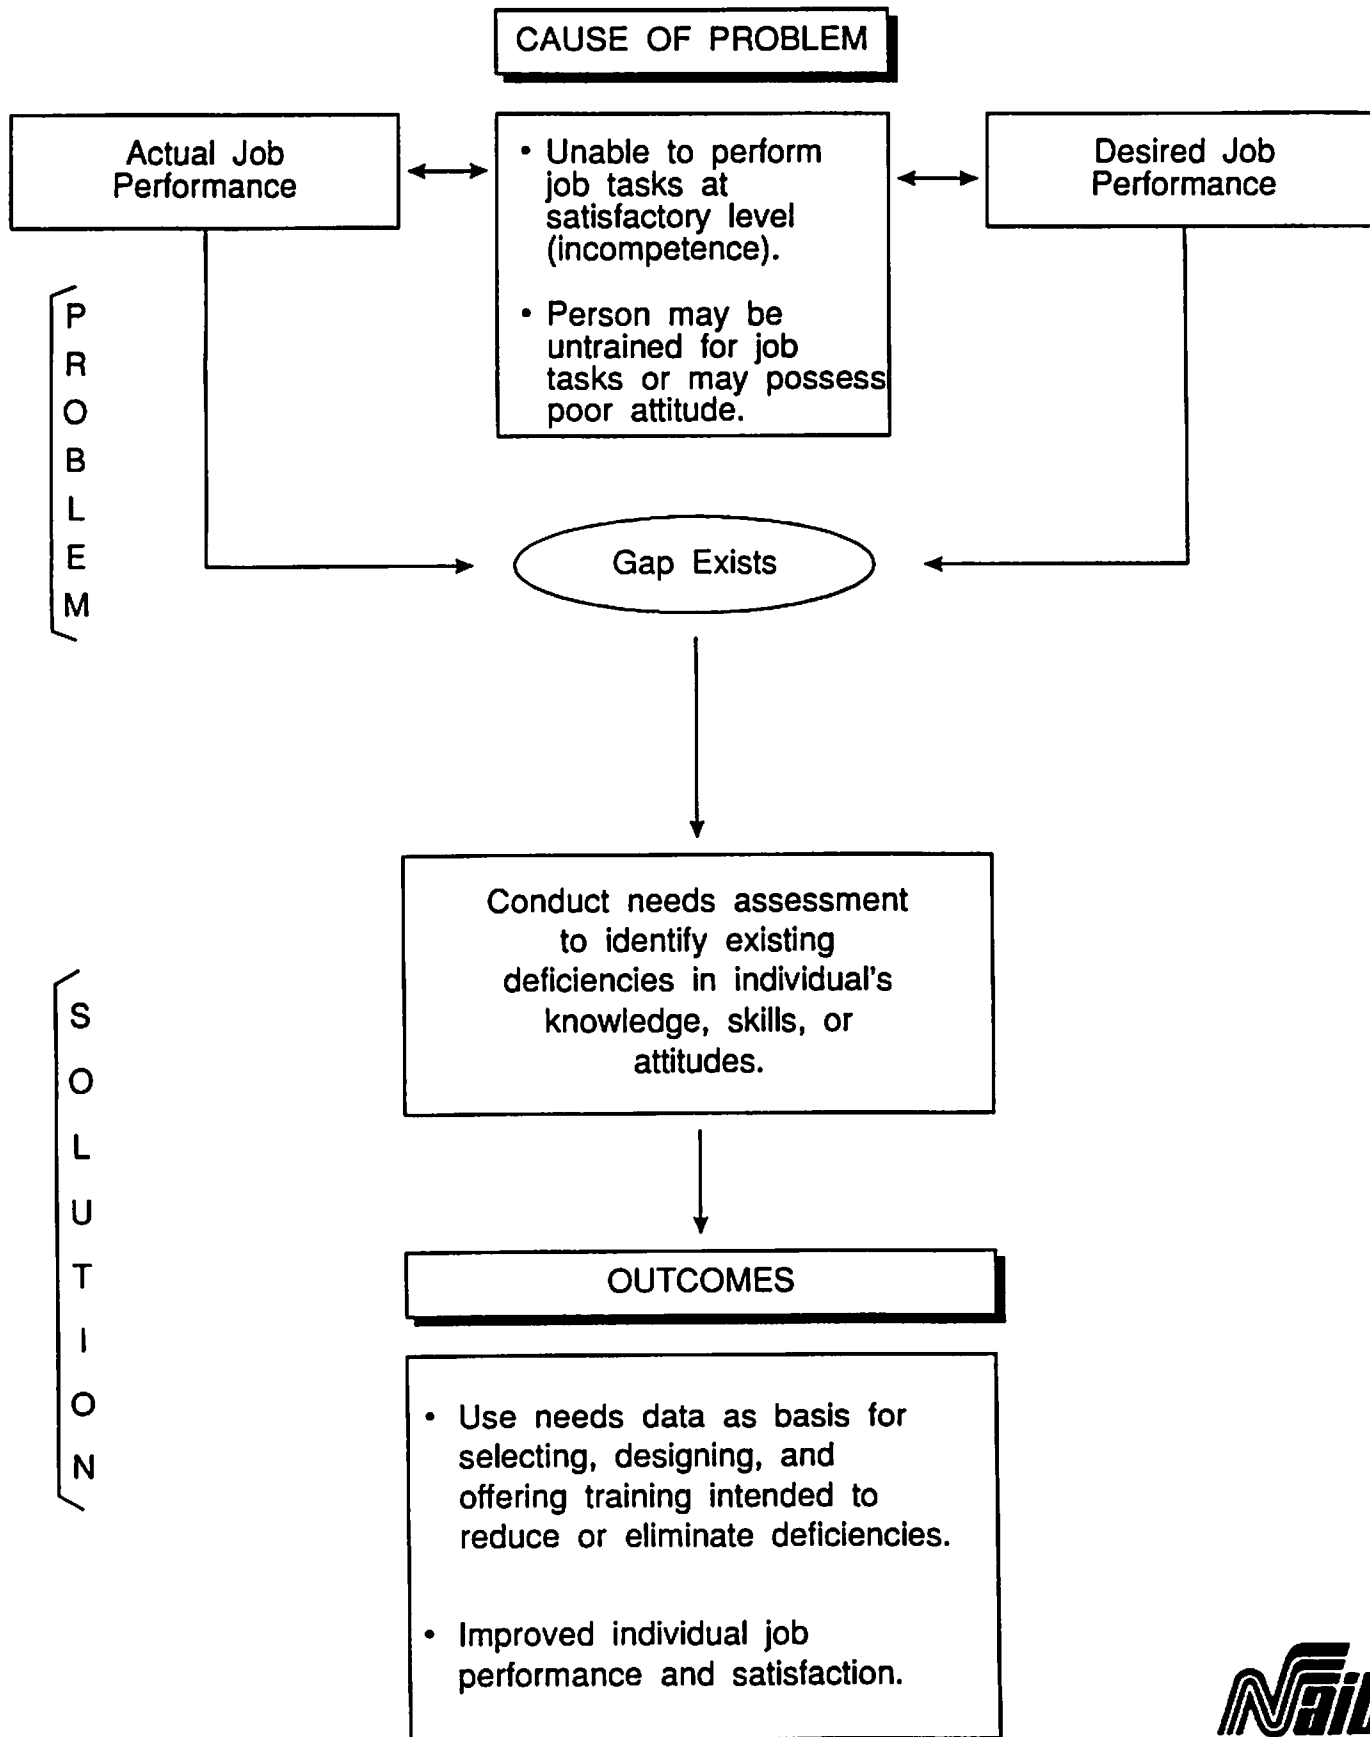 CAUSE OF PROBLEM
Actual Job
Performance
• Unable to perform
job tasks at
satisfactory level
(incompetence).
• Person may be
untrained for job
tasks or may possess
poor attitude.
Desired Job
Performance
PROBLEM
Gap Exists
Conduct needs assessment
to identify existing
deficiencies in individual's
knowledge, skills, or
attitudes.
SOLUTION
OUTCOMES
• Use needs data as basis for
selecting, designing, and
offering training intended to
reduce or eliminate deficiencies.
• Improved individual job
performance and satisfaction.